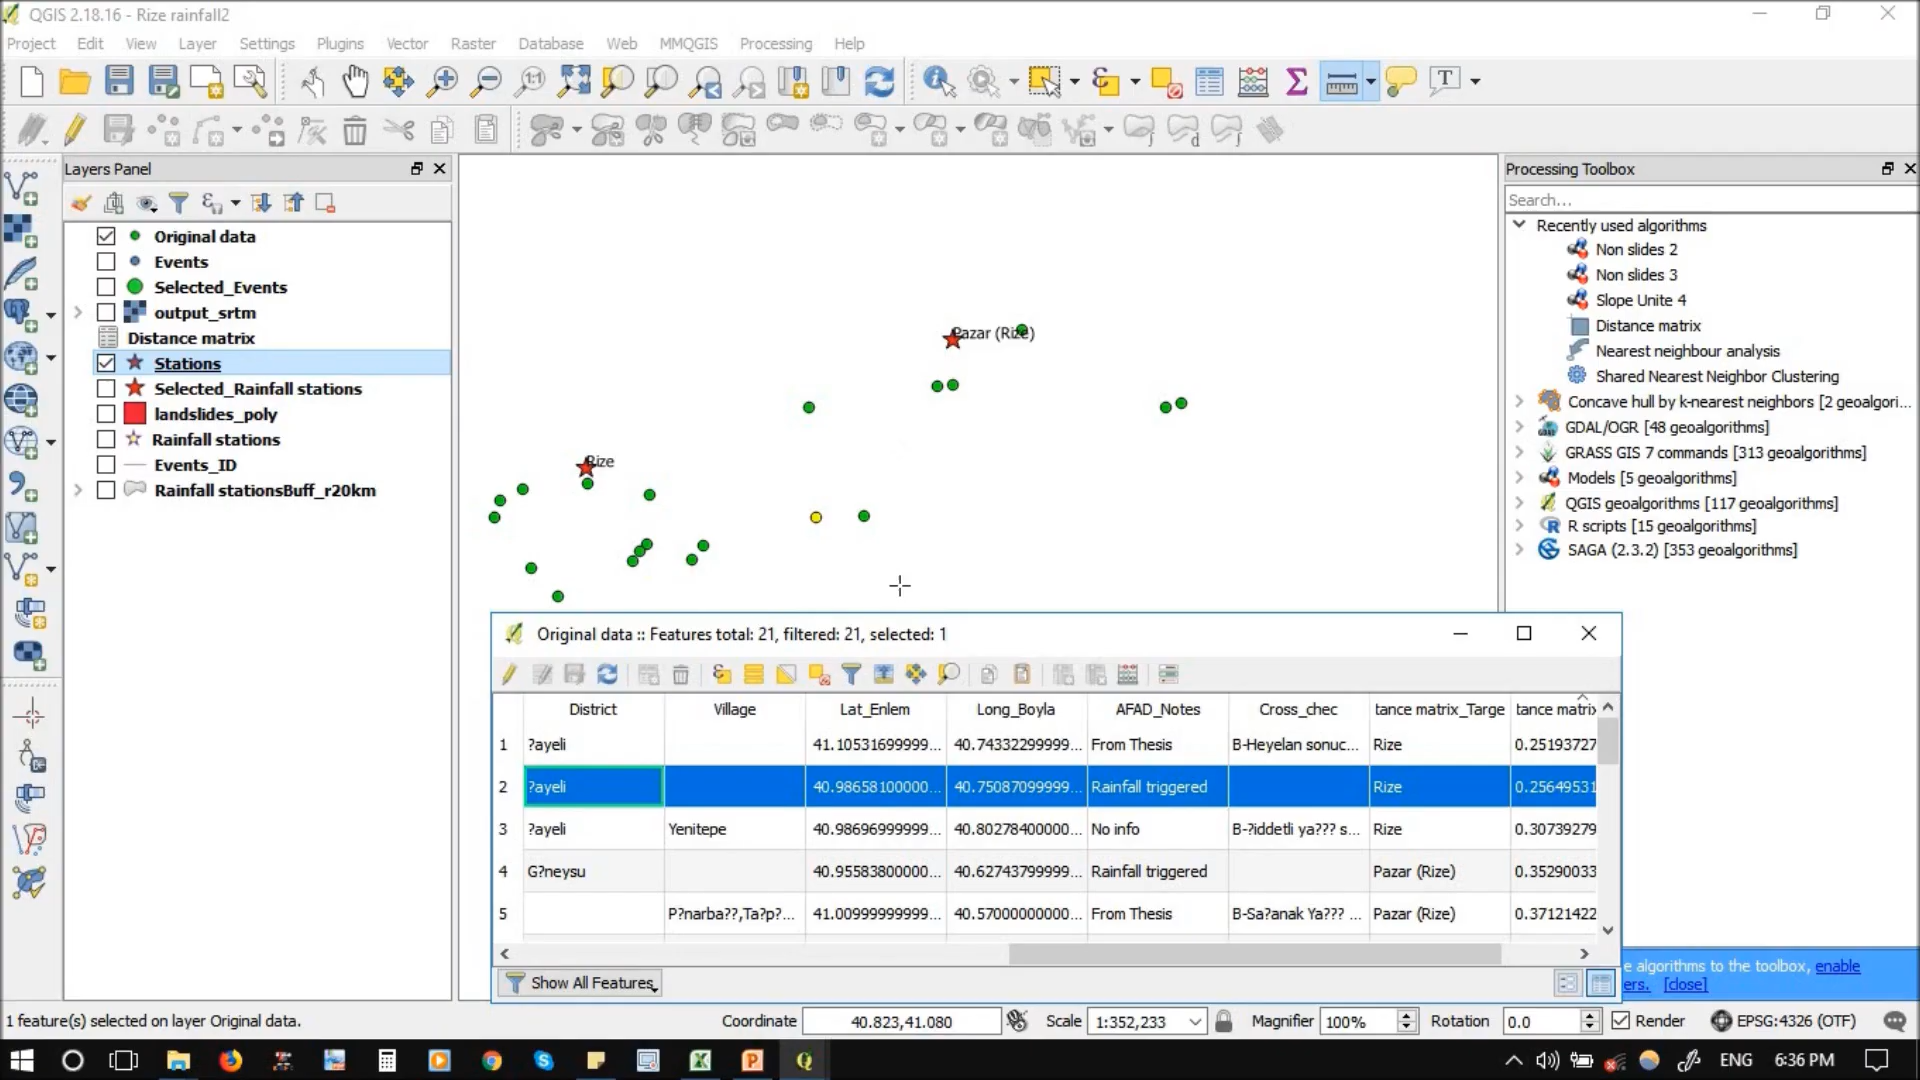 QGIS 2.18.16 - Rize rainfall2
Project Edit View Layer Settings Plugins Vector Raster Database Web MMQGIS Processing Help
Layers Panel
Original data
Events
Selected_Events
output_srtm
Distance matrix
Stations
Selected_Rainfall stations
landslides_poly
Rainfall stations
Events_ID
Rainfall stationsBuff_r20km
Pazar (Rize)
Rize
Processing Toolbox
Search...
Recently used algorithms
Non slides 2
Non slides 3
Slope Unite 4
Distance matrix
Nearest neighbour analysis
Shared Nearest Neighbor Clustering
Concave hull by k-nearest neighbors [2 geoalgori...
GDAL/OGR [48 geoalgorithms]
GRASS GIS 7 commands [313 geoalgorithms]
Models [5 geoalgorithms]
QGIS geoalgorithms [117 geoalgorithms]
R scripts [15 geoalgorithms]
SAGA (2.3.2) [353 geoalgorithms]
Original data :: Features total: 21, filtered: 21, selected: 1
District Village Lat_Enlem Long_Boyla AFAD_Notes Cross_chec tance matrix_Targe tance matrix
1 ?ayeli 41.10531699999... 40.74332299999... From Thesis B-Heyelan sonuc... Rize 0.25193727
2 ?ayeli 40.98658100000... 40.75087099999... Rainfall triggered Rize 0.25649531
3 ?ayeli Yenitepe 40.98696999999... 40.80278400000... No info B-?iddetli ya??? s... Rize 0.30739279
4 G?neysu 40.95583800000... 40.62743799999... Rainfall triggered Pazar (Rize) 0.35290033
5 P?narba??,Ta?p?... 41.00999999999... 40.57000000000... From Thesis B-Sa?anak Ya??? ... Pazar (Rize) 0.37121422
Show All Features
e algorithms to the toolbox, enable
ers. [close]
1 feature(s) selected on layer Original data.
Coordinate 40.823,41.080 Scale 1:352,233 Magnifier 100% Rotation 0.0 Render EPSG:4326 (OTF)
ENG 6:36 PM